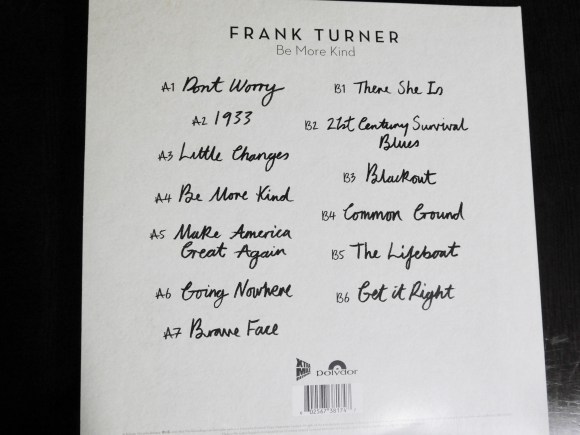 FRANK TURNER
Be More Kind
A1 Dont Worry
A2 1933
A3 Little Changes
A4 Be More Kind
A5 Make America
Great Again
A6 Going Nowhere
A7 Brave Face
B1 There She Is
B2 21st Century Survival
Blues
B3 Blackout
B4 Common Ground
B5 The Lifeboat
B6 Get it Right
Polydor